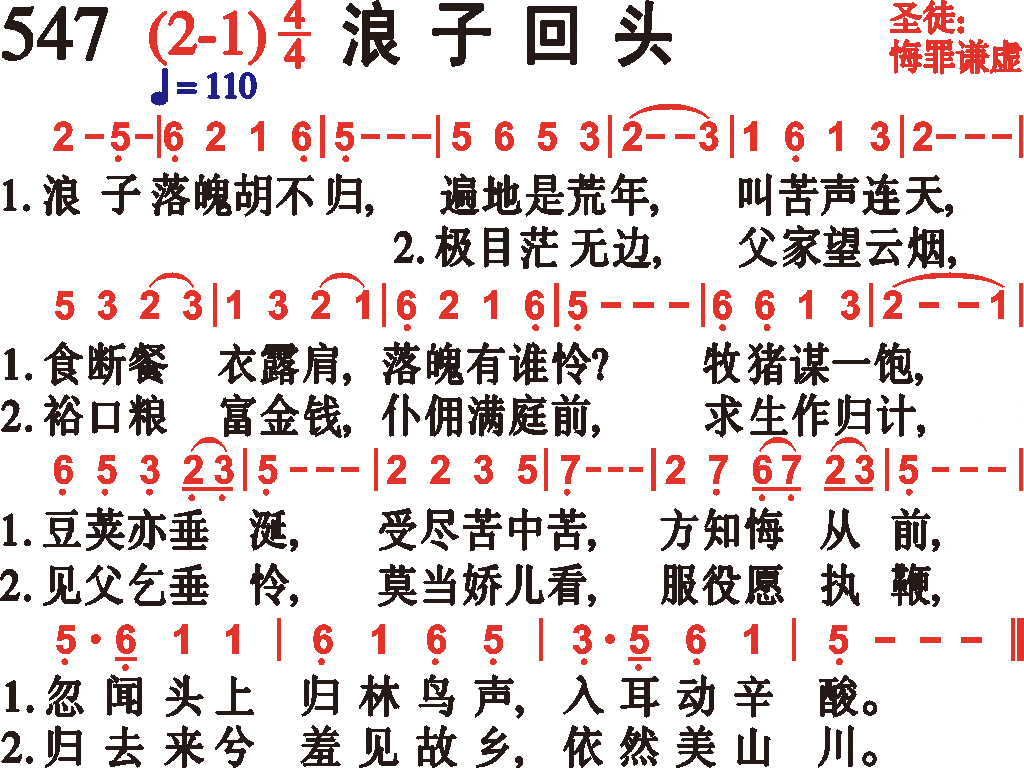 547 (2-1) 4/4 浪子回头
圣徒:
悔罪谦虚
♩= 110
2 - 5 - | 6 2 1 6 | 5 - - - | 5 6 5 3 | 2 - - 3 | 1 6 1 3 | 2 - - - |
1. 浪 子 落魄胡不归, 遍地是荒年, 叫苦声连天,
2. 极目茫无边, 父家望云烟,
5 3 2 3 | 1 3 2 1 | 6 2 1 6 | 5 - - - | 6 6 1 3 | 2 - - 1 |
1. 食断餐 衣露肩, 落魄有谁怜? 牧猪谋一饱,
2. 裕口粮 富金钱, 仆佣满庭前, 求生作归计,
6 5 3 2 3 | 5 - - - | 2 2 3 5 | 7 - - - | 2 7 6 7 2 3 | 5 - - - |
1. 豆荚亦垂 涎, 受尽苦中苦, 方知悔 从 前,
2. 见父乞垂 怜, 莫当娇儿看, 服役愿 执 鞭,
5 · 6 1 1 | 6 1 6 5 | 3 · 5 6 1 | 5 - - - ‖
1. 忽 闻 头 上 归 林 鸟 声, 入 耳 动 辛 酸。
2. 归 去 来 兮 羞 见 故 乡, 依 然 美 山 川。